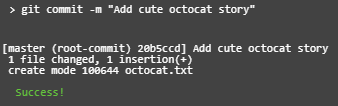 > git commit -m "Add cute octocat story"
[master (root-commit) 20b5ccd] Add cute octocat story
1 file changed, 1 insertion(+)
create mode 100644 octocat.txt
Success!